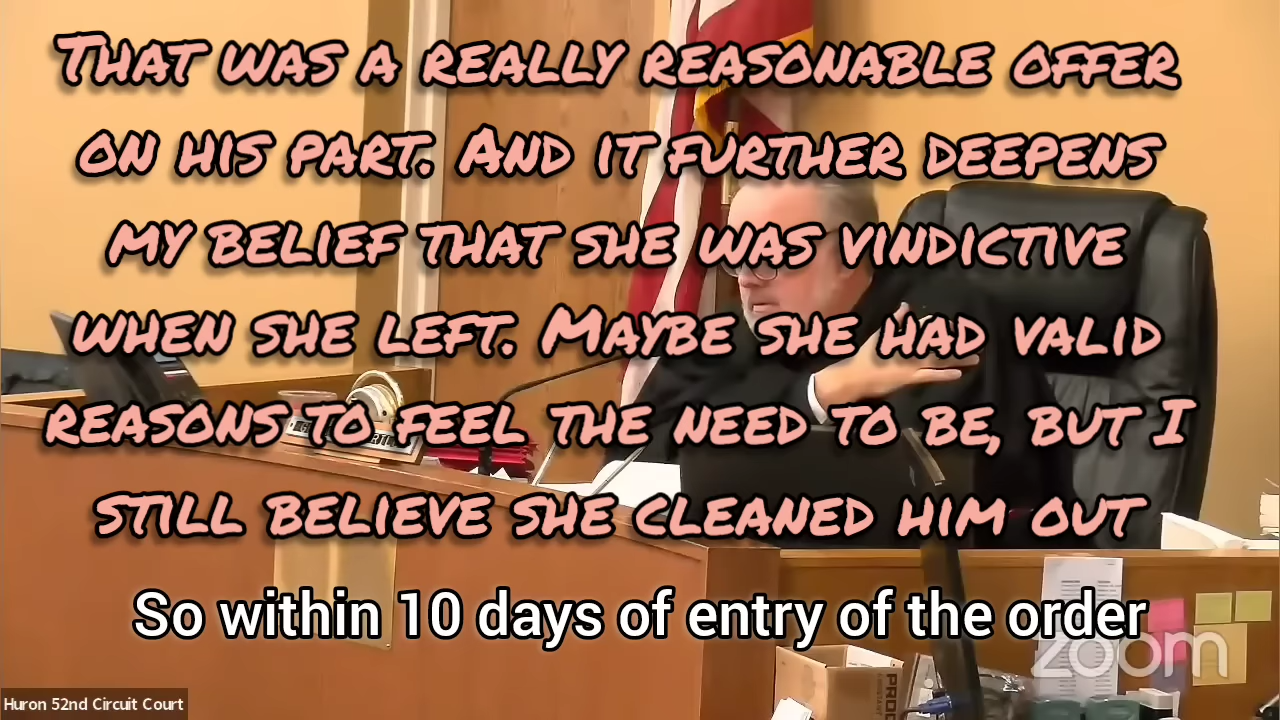 That was a really reasonable offer
on his part. And it further deepens
my belief that she was vindictive
when she left. Maybe she had valid
reasons to feel the need to be, but I
still believe she cleaned him out
So within 10 days of entry of the order
zoom
Huron 52nd Circuit Court